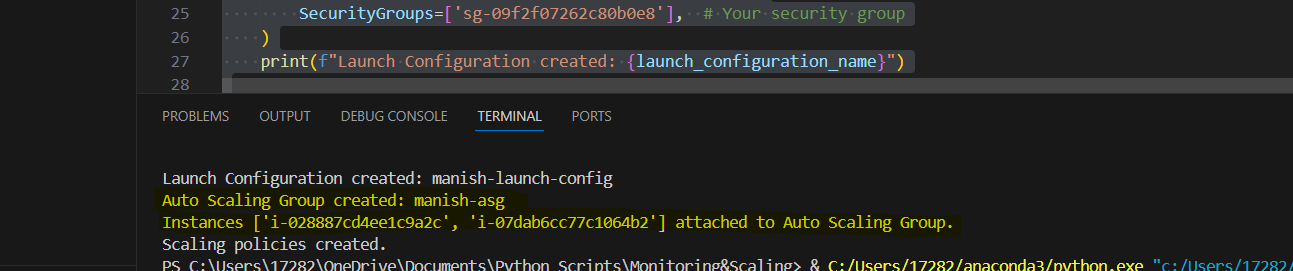 25 SecurityGroups=['sg-09f2f07262c80b0e8'], # Your security group
26 )
27 print(f"Launch Configuration created: {launch_configuration_name}")
28
PROBLEMS OUTPUT DEBUG CONSOLE TERMINAL PORTS
Launch Configuration created: manish-launch-config
Auto Scaling Group created: manish-asg
Instances ['i-028887cd4ee1c9a2c', 'i-07dab6cc77c1064b2'] attached to Auto Scaling Group.
Scaling policies created.
PS C:\Users\17282\OneDrive\Documents\Python Scripts\Monitoring&Scaling> & C:/Users/17282/anaconda3/python.exe "c:/Users/17282/